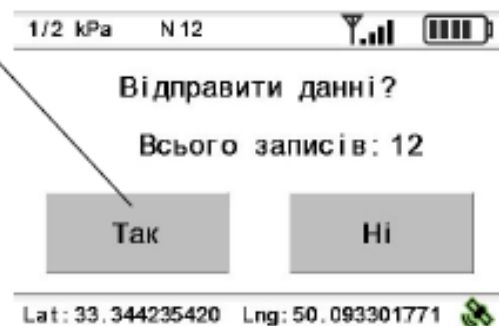 1/2 kPa N 12
Відправити данні?
Всього записів: 12
Так Ні
Lat: 33.344235420 Lng: 50.093301771